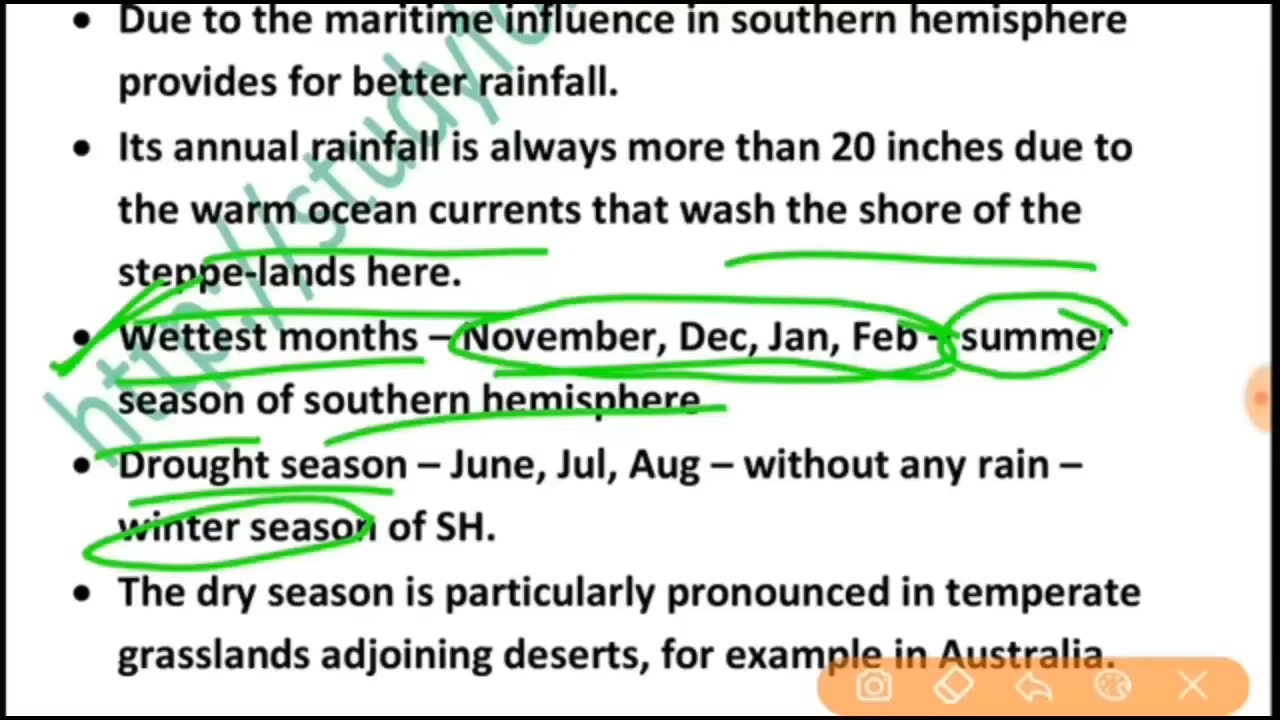 • Due to the maritime influence in southern hemisphere
provides for better rainfall.
• Its annual rainfall is always more than 20 inches due to
the warm ocean currents that wash the shore of the
steppe-lands here.
• Wettest months – November, Dec, Jan, Feb – summer
season of southern hemisphere
• Drought season – June, Jul, Aug – without any rain –
winter season of SH.
• The dry season is particularly pronounced in temperate
grasslands adjoining deserts, for example in Australia.